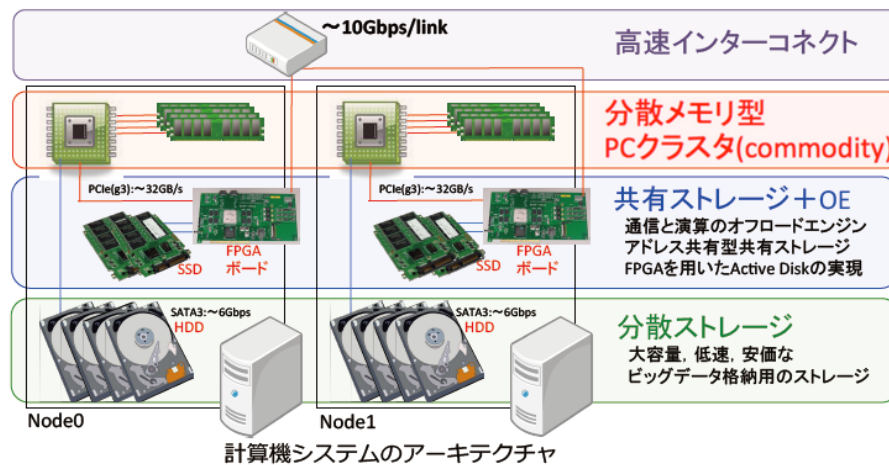 ~10Gbps/link
高速インターコネクト
分散メモリ型
PCクラスタ(commodity)
PCIe(g3):~32GB/s
PCIe(g3):~32GB/s
共有ストレージ+OE
通信と演算のオフロードエンジン
アドレス共有型共有ストレージ
FPGAを用いたActive Diskの実現
SSD
FPGA
ボード
SSD
FPGA
ボード
SATA3:~6Gbps
HDD
SATA3:~6Gbps
HDD
分散ストレージ
大容量, 低速, 安価な
ビッグデータ格納用のストレージ
Node0
Node1
計算機システムのアーキテクチャ